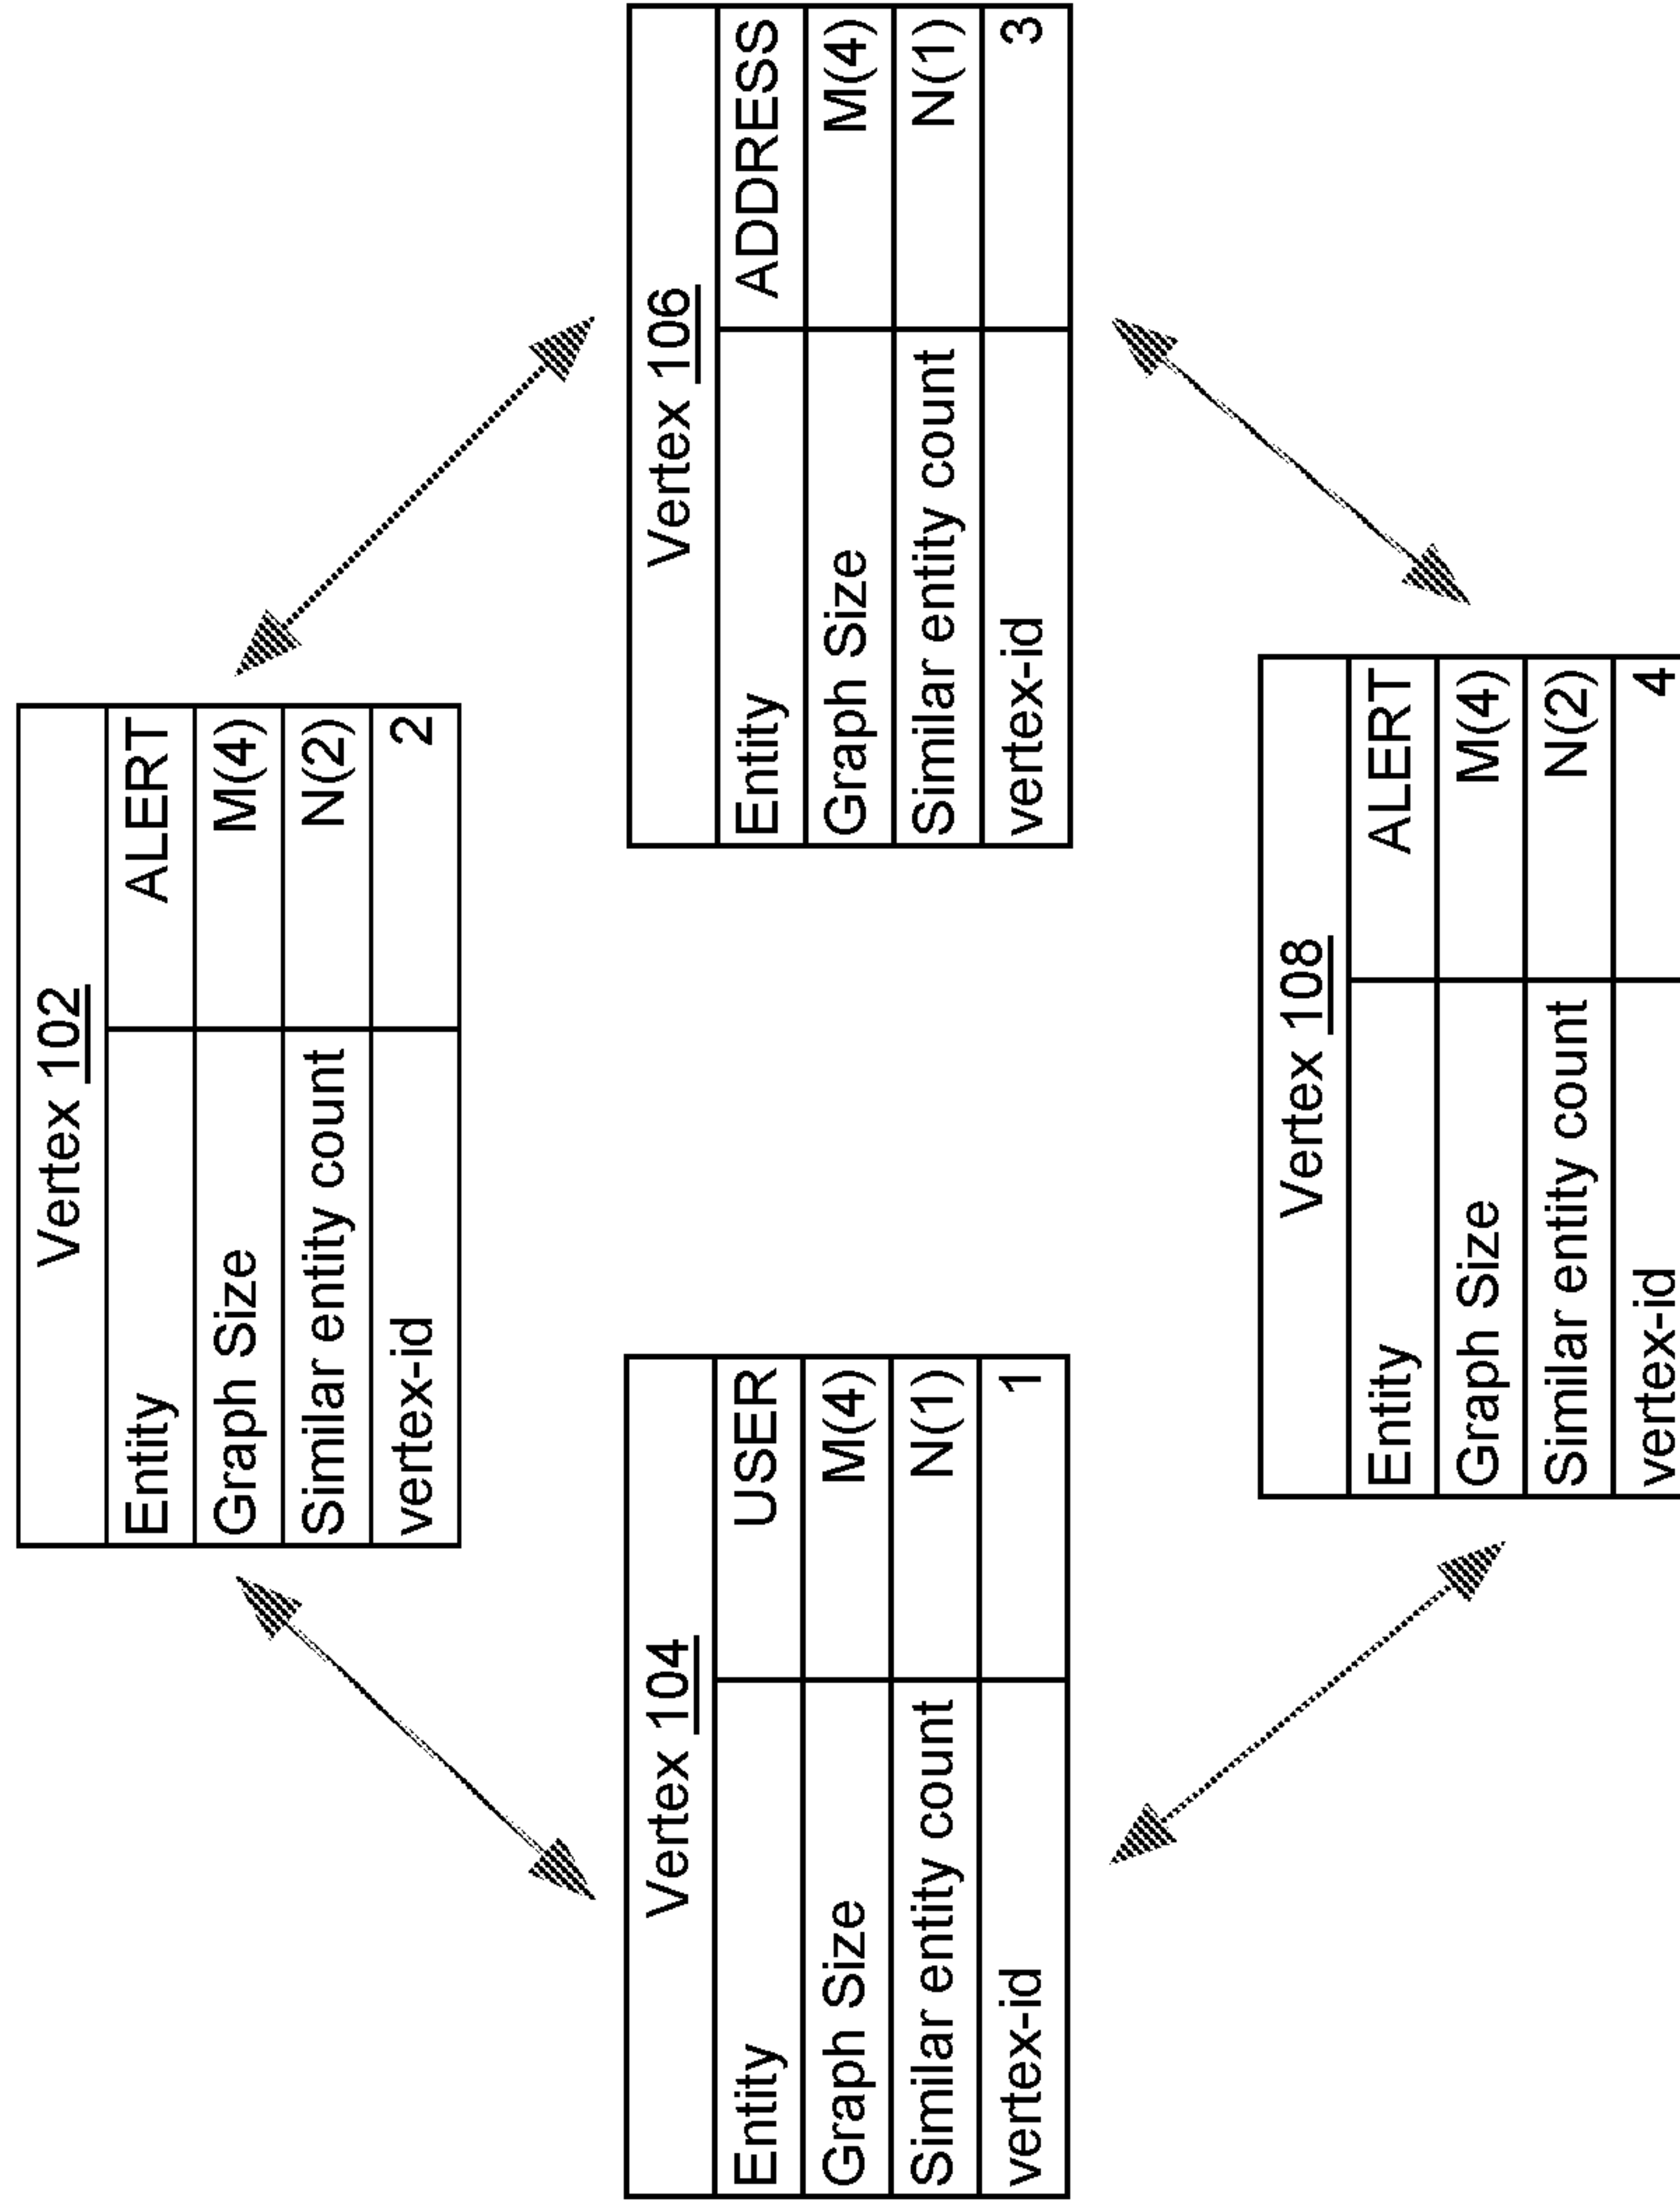 Vertex 102
Entity ALERT
Graph Size M(4)
Similar entity count N(2)
vertex-id 2
Vertex 104
Entity USER
Graph Size M(4)
Similar entity count N(1)
vertex-id 1
Vertex 106
Entity ADDRESS
Graph Size M(4)
Similar entity count N(1)
vertex-id 3
Vertex 108
Entity ALERT
Graph Size M(4)
Similar entity count N(2)
vertex-id 4